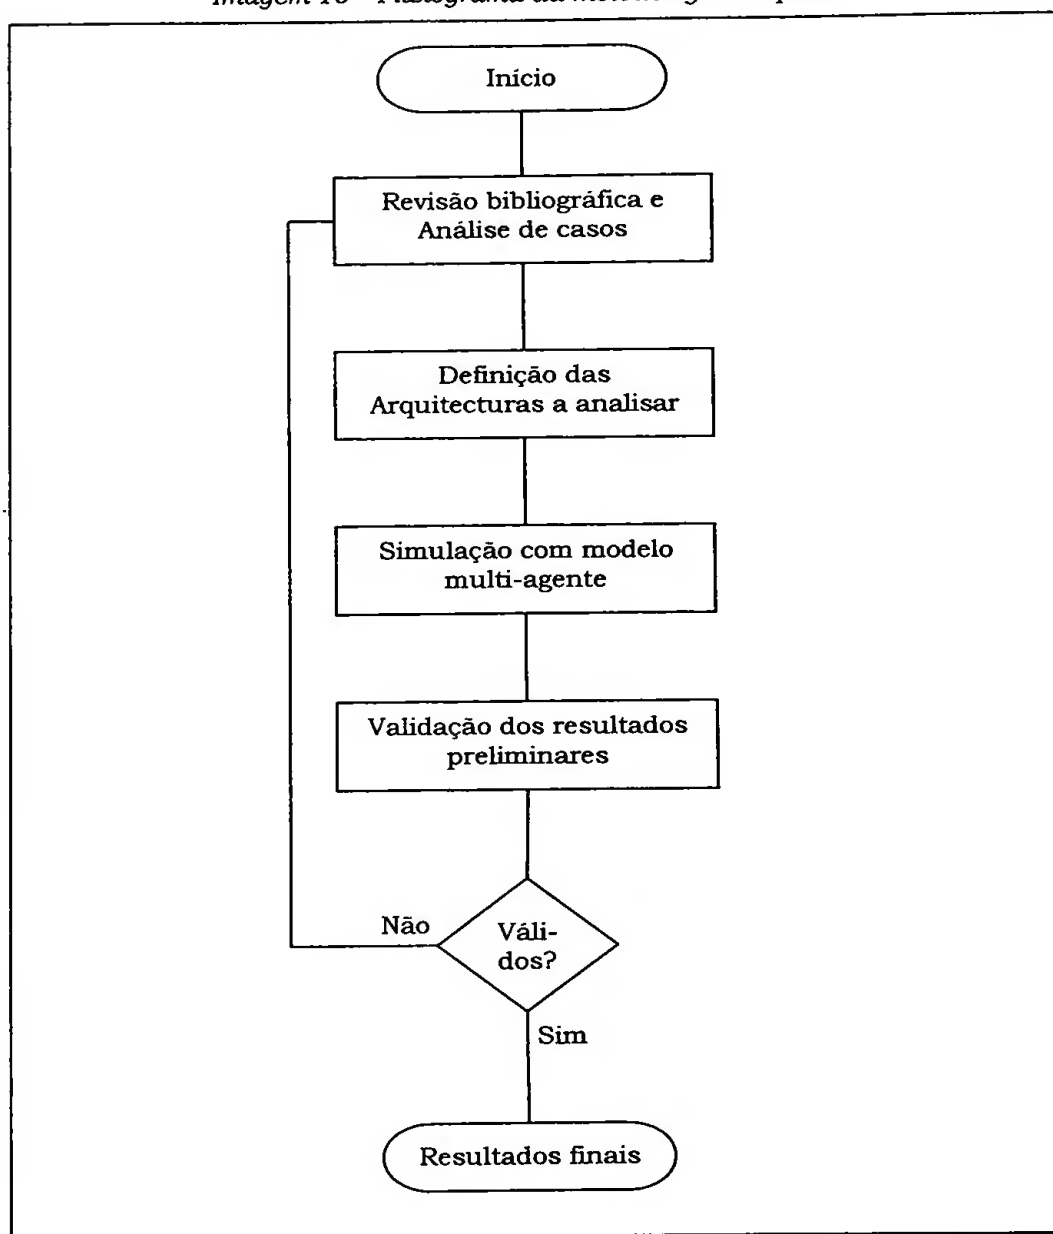 Início
Revisão bibliográfica e
Análise de casos
Definição das
Arquitecturas a analisar
Simulação com modelo
multi-agente
Validação dos resultados
preliminares
Não
Váli-
dos?
Sim
Resultados finais